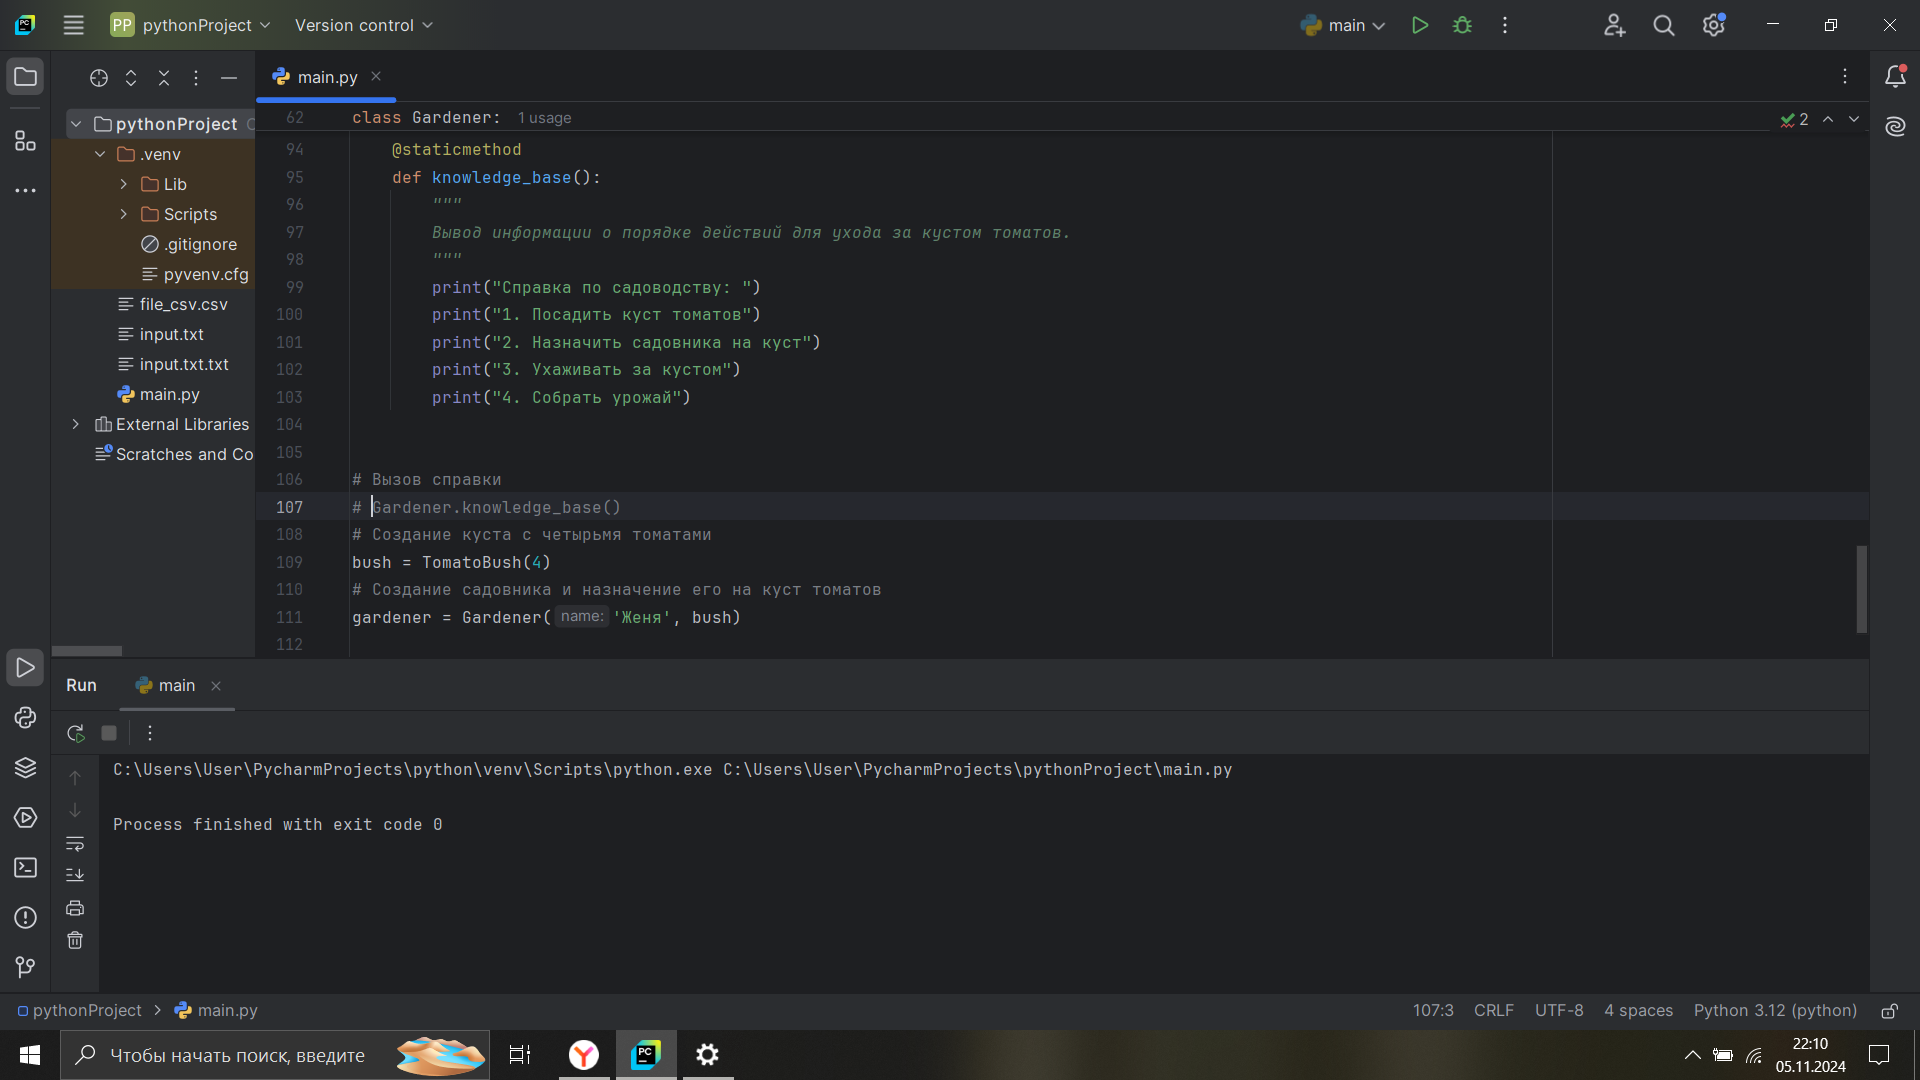 PP pythonProject Version control main
main.py
pythonProject
.venv
Lib
Scripts
.gitignore
pyvenv.cfg
file_csv.csv
input.txt
input.txt.txt
main.py
External Libraries
Scratches and Co
62 class Gardener: 1 usage 2
94 @staticmethod
95 def knowledge_base():
96 """
97 Вывод информации о порядке действий для ухода за кустом томатов.
98 """
99 print("Справка по садоводству: ")
100 print("1. Посадить куст томатов")
101 print("2. Назначить садовника на куст")
102 print("3. Ухаживать за кустом")
103 print("4. Собрать урожай")
104
105
106 # Вызов справки
107 # Gardener.knowledge_base()
108 # Создание куста с четырьмя томатами
109 bush = TomatoBush(4)
110 # Создание садовника и назначение его на куст томатов
111 gardener = Gardener( name: 'Женя', bush)
112
Run main
C:\Users\User\PycharmProjects\python\venv\Scripts\python.exe C:\Users\User\PycharmProjects\pythonProject\main.py
Process finished with exit code 0
pythonProject > main.py 107:3 CRLF UTF-8 4 spaces Python 3.12 (python)
Чтобы начать поиск, введите
22:10
05.11.2024